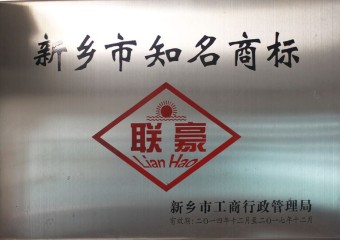 新乡市知名商标
联豪
Lian Hao
新乡市工商行政管理局
有效期:二〇一四年十二月至二〇一七年十二月